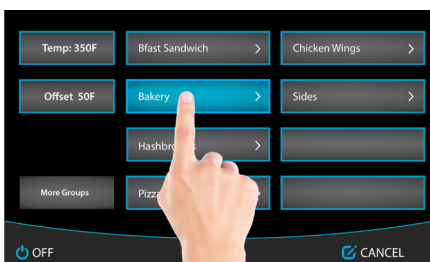 Temp: 350F
Bfast Sandwich
Chicken Wings
Offset 50F
Bakery
Sides
More Groups
OFF
CANCEL